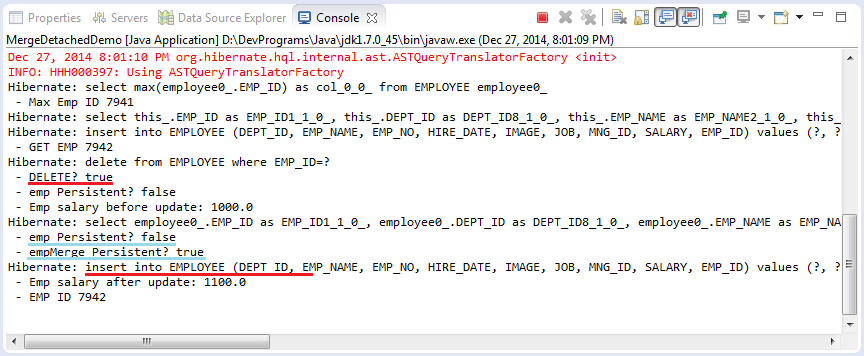 Properties Servers Data Source Explorer Console
MergeDetachedDemo [Java Application] D:\DevPrograms\Java\jdk1.7.0_45\bin\javaw.exe (Dec 27, 2014, 8:01:09 PM)
Dec 27, 2014 8:01:10 PM org.hibernate.hql.internal.ast.ASTQueryTranslatorFactory <init>
INFO: HHH000397: Using ASTQueryTranslatorFactory
Hibernate: select max(employee0_.EMP_ID) as col_0_0_ from EMPLOYEE employee0_
- Max Emp ID 7941
Hibernate: select this_.EMP_ID as EMP_ID1_1_0_, this_.DEPT_ID as DEPT_ID8_1_0_, this_.EMP_NAME as EMP_NAME2_1_0_, this_
Hibernate: insert into EMPLOYEE (DEPT_ID, EMP_NAME, EMP_NO, HIRE_DATE, IMAGE, JOB, MNG_ID, SALARY, EMP_ID) values (?, ?
- GET EMP 7942
Hibernate: delete from EMPLOYEE where EMP_ID=?
- DELETE? true
- emp Persistent? false
- Emp salary before update: 1000.0
Hibernate: select employee0_.EMP_ID as EMP_ID1_1_0_, employee0_.DEPT_ID as DEPT_ID8_1_0_, employee0_.EMP_NAME as EMP_NA
- emp Persistent? false
- empMerge Persistent? true
Hibernate: insert into EMPLOYEE (DEPT_ID, EMP_NAME, EMP_NO, HIRE_DATE, IMAGE, JOB, MNG_ID, SALARY, EMP_ID) values (?, ?
- Emp salary after update: 1100.0
- EMP ID 7942